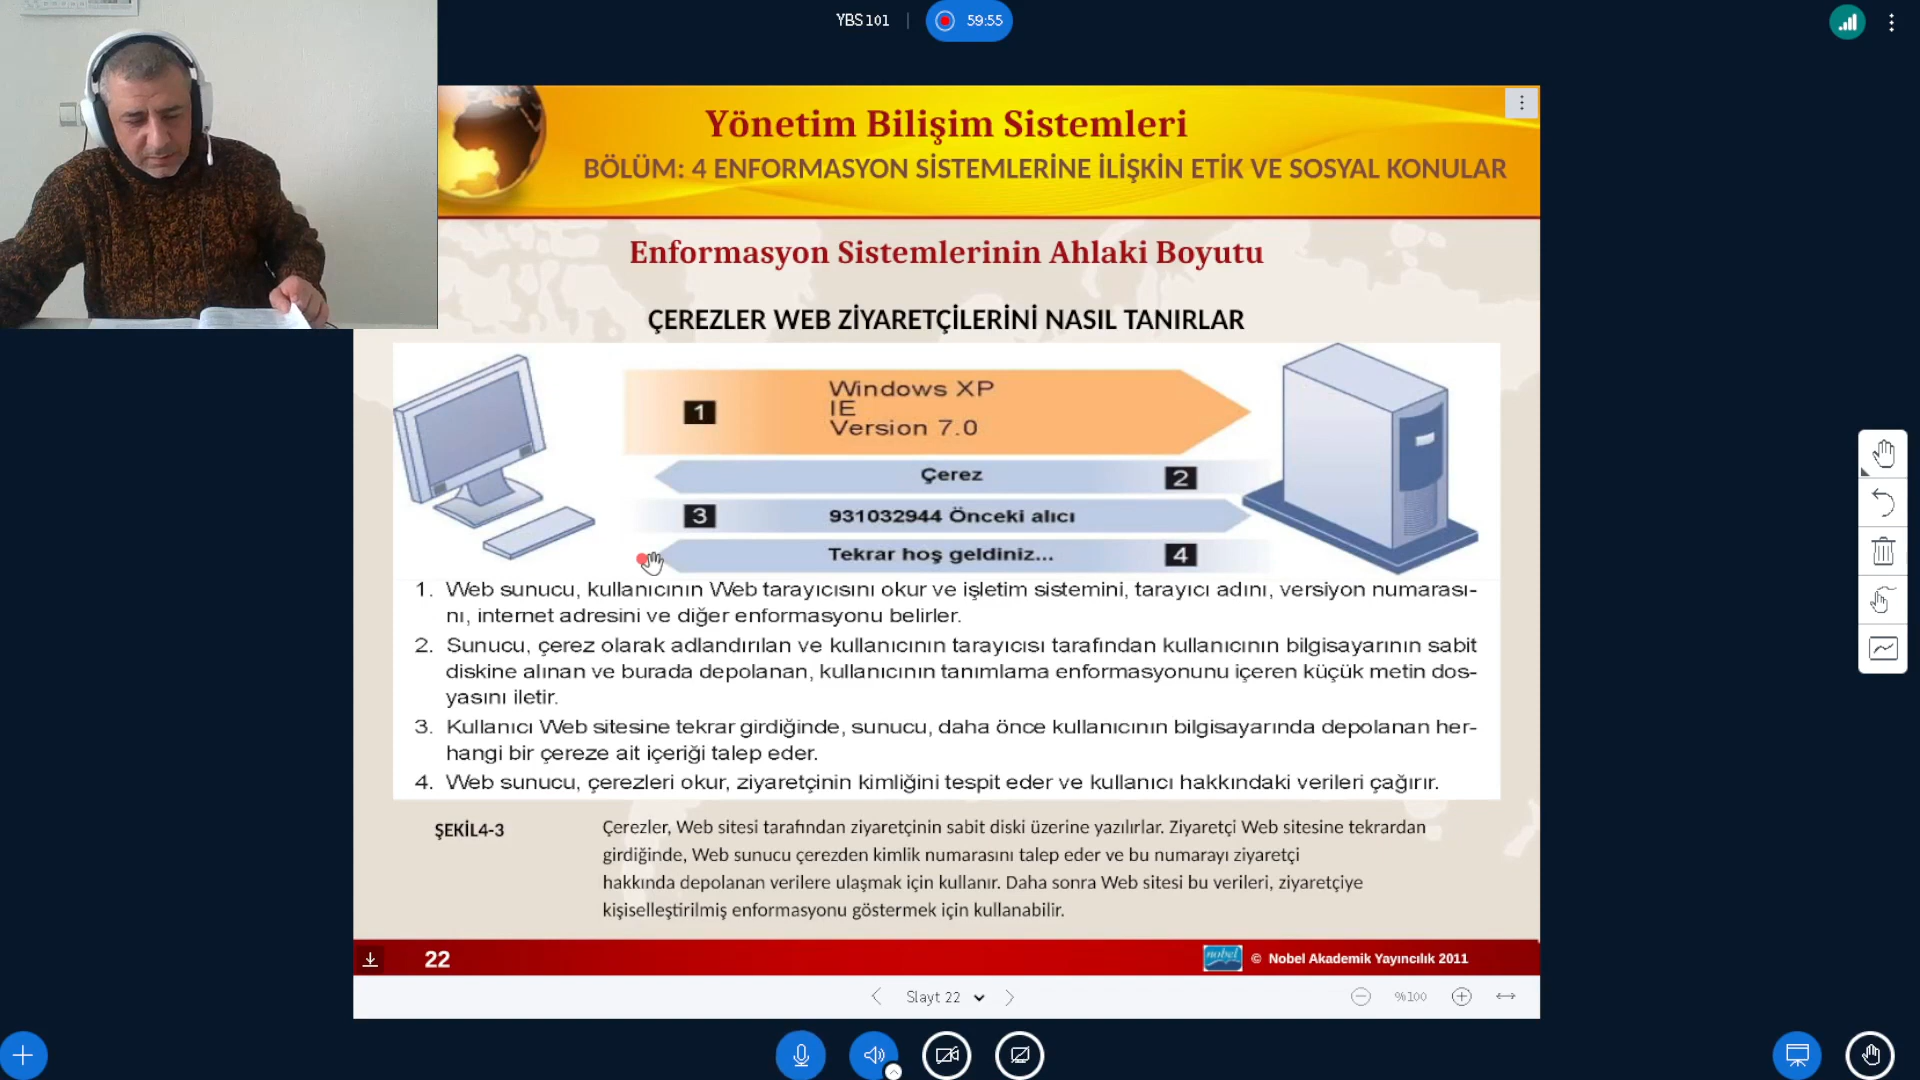 YBS 101
59:55
Yönetim Bilişim Sistemleri
BÖLÜM: 4 ENFORMASYON SİSTEMLERİNE İLİŞKİN ETİK VE SOSYAL KONULAR
Enformasyon Sistemlerinin Ahlaki Boyutu
ÇEREZLER WEB ZİYARETÇİLERİNİ NASIL TANIRLAR
1
Windows XP
IE
Version 7.0
Çerez
2
3
931032944 Önceki alıcı
Tekrar hoş geldiniz...
4
1. Web sunucu, kullanıcının Web tarayıcısını okur ve işletim sistemini, tarayıcı adını, versiyon numarası-
nı, internet adresini ve diğer enformasyonu belirler.
2. Sunucu, çerez olarak adlandırılan ve kullanıcının tarayıcısı tarafından kullanıcının bilgisayarının sabit
diskine alınan ve burada depolanan, kullanıcının tanımlama enformasyonunu içeren küçük metin dos-
yasını iletir.
3. Kullanıcı Web sitesine tekrar girdiğinde, sunucu, daha önce kullanıcının bilgisayarında depolanan her-
hangi bir çereze ait içeriği talep eder.
4. Web sunucu, çerezleri okur, ziyaretçinin kimliğini tespit eder ve kullanıcı hakkındaki verileri çağırır.
ŞEKİL4-3
Çerezler, Web sitesi tarafından ziyaretçinin sabit diski üzerine yazılırlar. Ziyaretçi Web sitesine tekrardan
girdiğinde, Web sunucu çerezden kimlik numarasını talep eder ve bu numarayı ziyaretçi
hakkında depolanan verilere ulaşmak için kullanır. Daha sonra Web sitesi bu verileri, ziyaretçiye
kişiselleştirilmiş enformasyonu göstermek için kullanabilir.
22
nobel
© Nobel Akademik Yayıncılık 2011
Slayt 22
%100